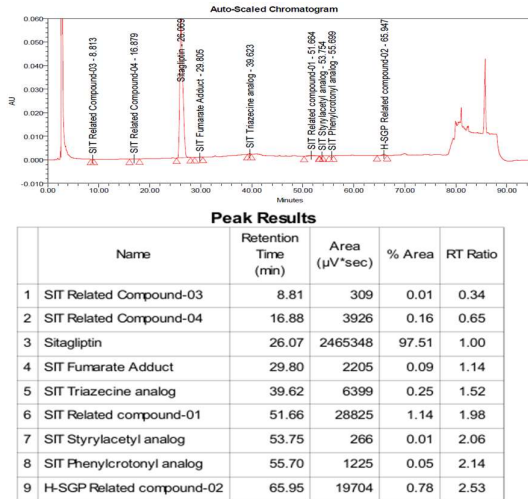 Auto-Scaled Chromatogram
0.060
0.050
0.040
0.030
0.020
0.010
0.000
-0.010
AU
SIT Related Compound-03 - 8.813
SIT Related Compound-04 - 16.879
Sitagliptin - 26.069
SIT Fumarate Adduct - 29.805
SIT Triazecine analog - 39.623
SIT Related compound-01 - 51.664
SIT Styrylacetyl analog - 53.754
SIT Phenylcrotonyl analog - 55.699
H-SGP Related compound-02 - 65.947
0.00 10.00 20.00 30.00 40.00 50.00 60.00 70.00 80.00 90.00
Minutes
Peak Results
Name Retention Time (min) Area (µV*sec) % Area RT Ratio
1 SIT Related Compound-03 8.81 309 0.01 0.34
2 SIT Related Compound-04 16.88 3926 0.16 0.65
3 Sitagliptin 26.07 2465348 97.51 1.00
4 SIT Fumarate Adduct 29.80 2205 0.09 1.14
5 SIT Triazecine analog 39.62 6399 0.25 1.52
6 SIT Related compound-01 51.66 28825 1.14 1.98
7 SIT Styrylacetyl analog 53.75 266 0.01 2.06
8 SIT Phenylcrotonyl analog 55.70 1225 0.05 2.14
9 H-SGP Related compound-02 65.95 19704 0.78 2.53